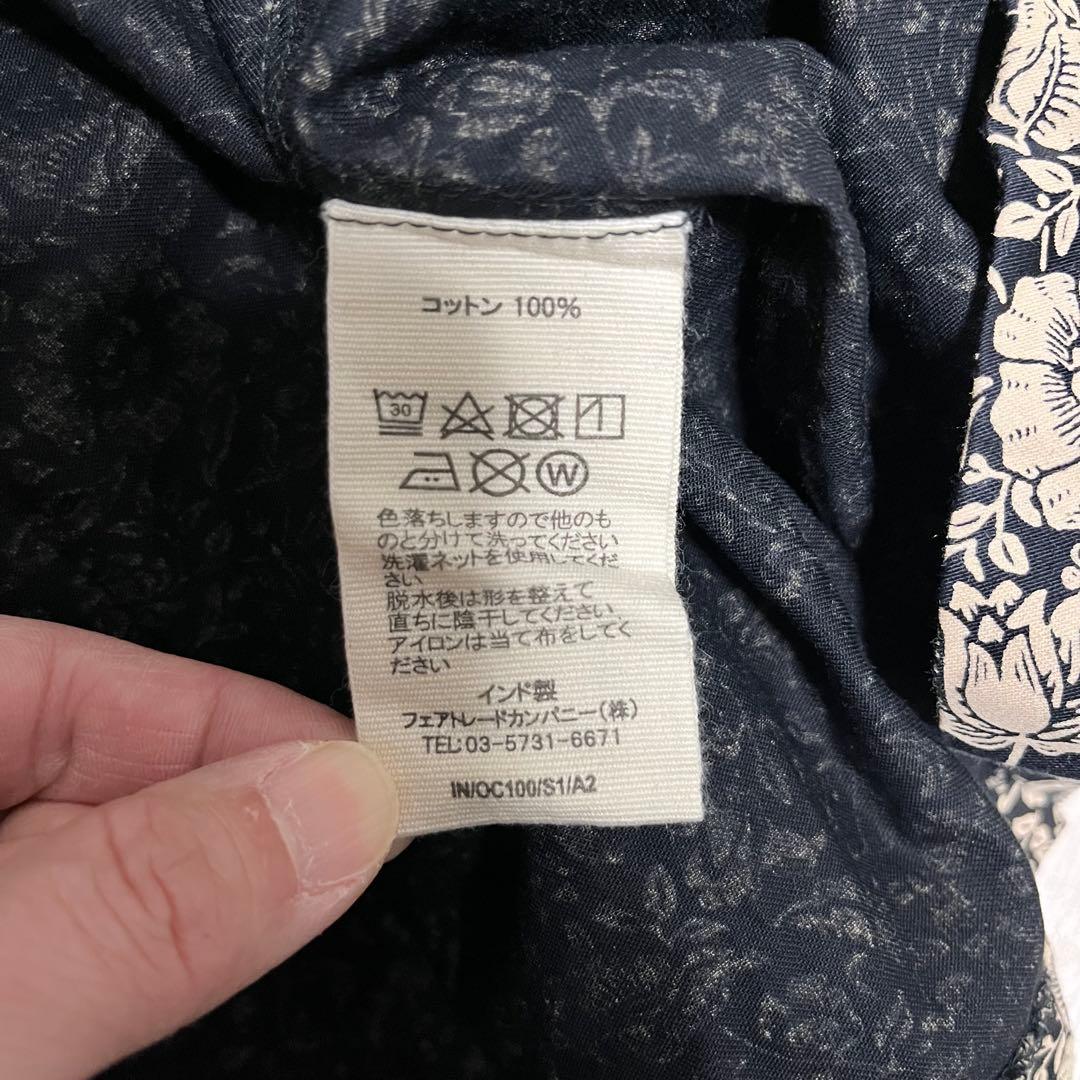 コットン 100%
30
W
色落ちしますので他のも
のと分けて洗ってください
洗濯ネットを使用してくだ
さい
脱水後は形を整えて
直ちに陰干してください
アイロンは当て布をしてく
ださい
インド製
フェアトレードカンパニー(株)
TEL:03-5731-6671
IN/OC100/S1/A2